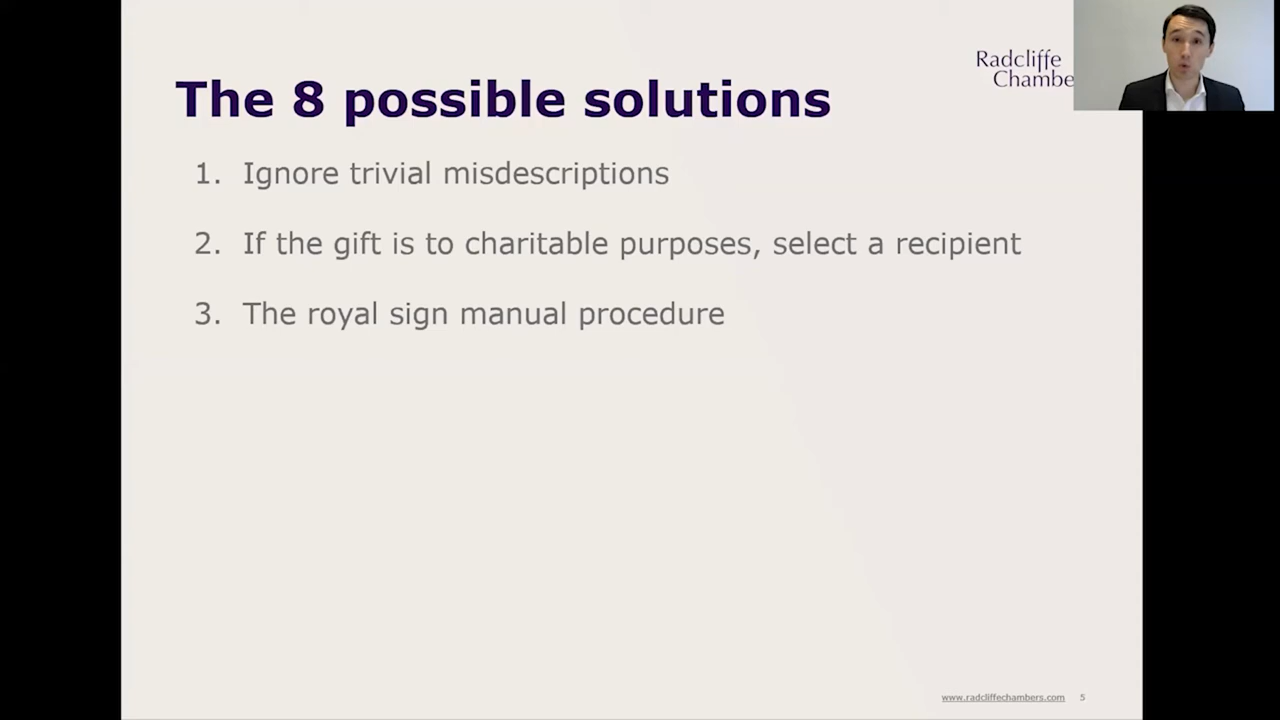 Radcliffe
Chambe
The 8 possible solutions
1. Ignore trivial misdescriptions
2. If the gift is to charitable purposes, select a recipient
3. The royal sign manual procedure
www.radcliffechambers.com 5